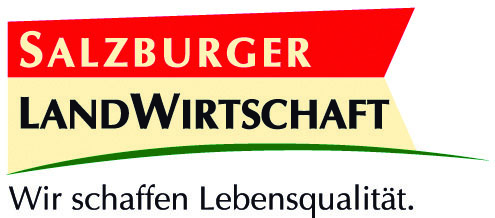 SALZBURGER
LANDWIRTSCHAFT
Wir schaffen Lebensqualität.